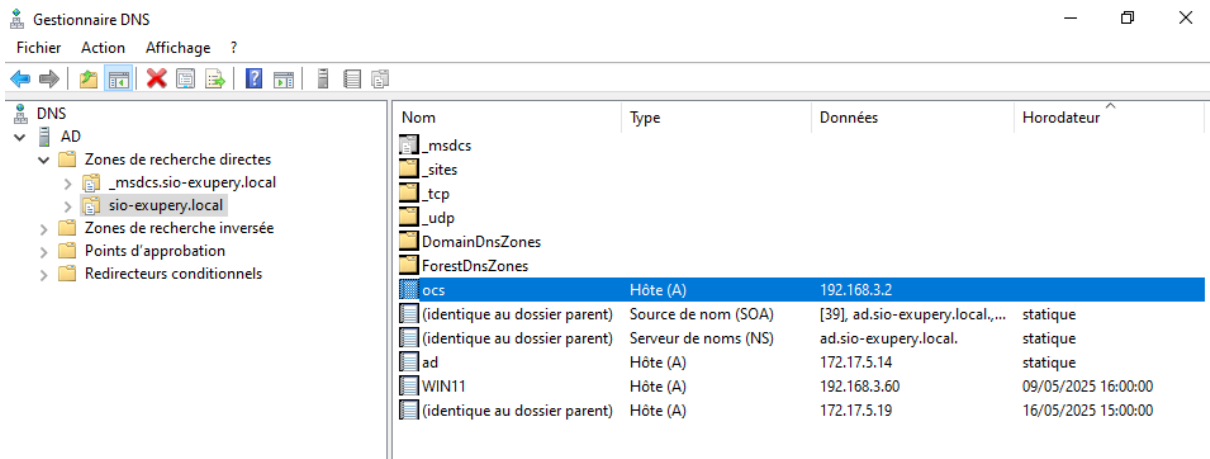 Gestionnaire DNS
Fichier Action Affichage ?
DNS
AD
Zones de recherche directes
_msdcs.sio-exupery.local
sio-exupery.local
Zones de recherche inversée
Points d'approbation
Redirecteurs conditionnels
Nom Type Données Horodateur
_msdcs
_sites
_tcp
_udp
DomainDnsZones
ForestDnsZones
ocs Hôte (A) 192.168.3.2
(identique au dossier parent) Source de nom (SOA) [39], ad.sio-exupery.local.,... statique
(identique au dossier parent) Serveur de noms (NS) ad.sio-exupery.local. statique
ad Hôte (A) 172.17.5.14 statique
WIN11 Hôte (A) 192.168.3.60 09/05/2025 16:00:00
(identique au dossier parent) Hôte (A) 172.17.5.19 16/05/2025 15:00:00